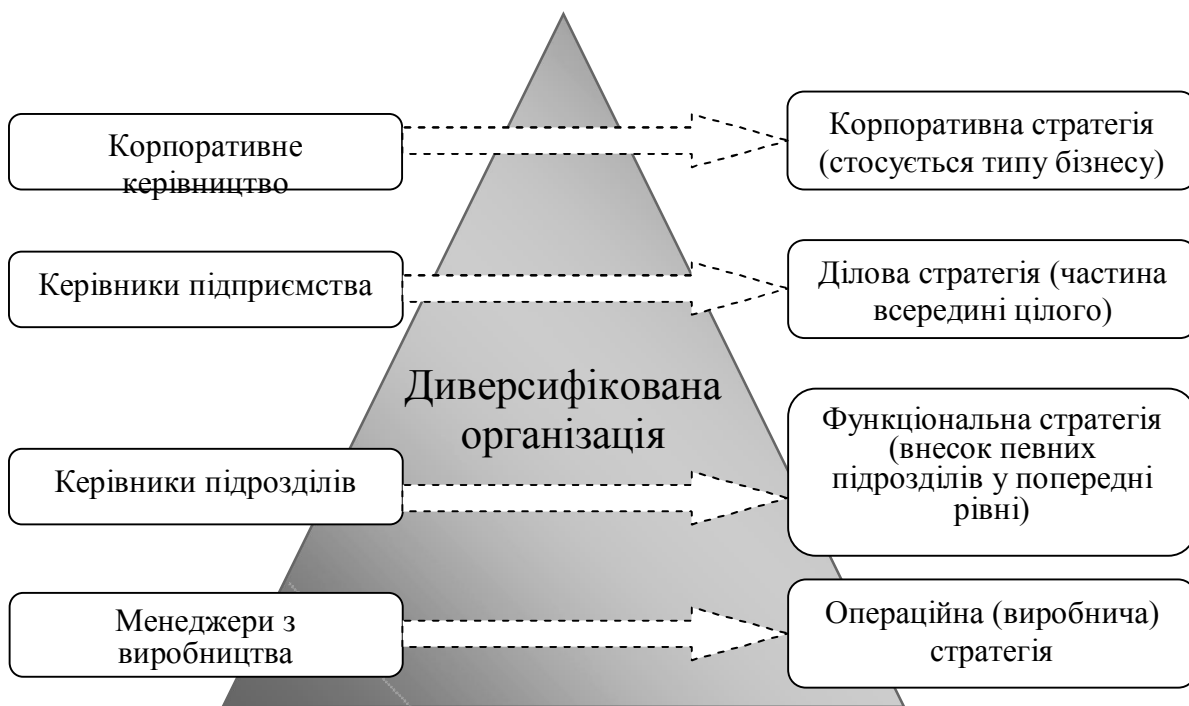 Корпоративне
керівництво
Корпоративна стратегія
(стосується типу бізнесу)
Керівники підприємства
Ділова стратегія (частина
всередині цілого)
Диверсифікована
організація
Керівники підрозділів
Функціональна стратегія
(внесок певних
підрозділів у попередні
рівні)
Менеджери з
виробництва
Операційна (виробнича)
стратегія